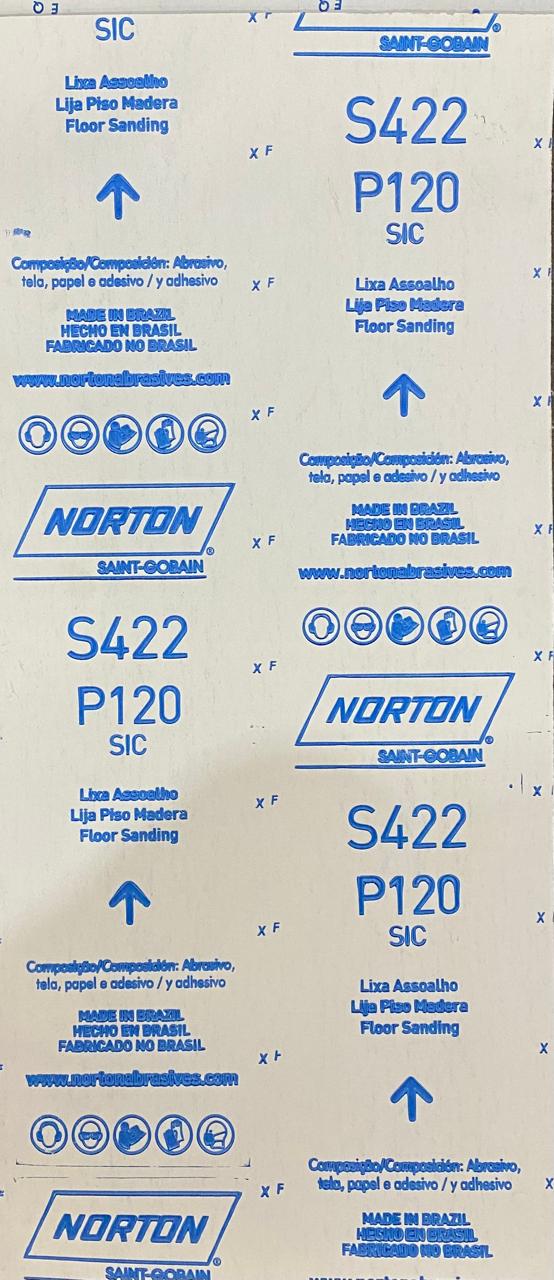 SIC
Lixa Assoalho
Lija Piso Madera
Floor Sanding
Composição/Composición: Abrasivo,
tela, papel e adesivo / y adhesivo
MADE IN BRAZIL
HECHO EN BRASIL
FABRICADO NO BRASIL
www.nortonabrasives.com
NORTON
®
SAINT-GOBAIN
S422
P120
SIC
Lixa Assoalho
Lija Piso Madera
Floor Sanding
Composição/Composición: Abrasivo,
tela, papel e adesivo / y adhesivo
MADE IN BRAZIL
HECHO EN BRASIL
FABRICADO NO BRASIL
www.nortonabrasives.com
NORTON
®
SAINT-GOBAIN
X F
X F
X F
X F
X F
X F
X F
X F
X F
®
SAINT-GOBAIN
S422
P120
SIC
Lixa Assoalho
Lija Piso Madera
Floor Sanding
Composição/Composición: Abrasivo,
tela, papel e adesivo / y adhesivo
MADE IN BRAZIL
HECHO EN BRASIL
FABRICADO NO BRASIL
www.nortonabrasives.com
NORTON
®
SAINT-GOBAIN
S422
P120
SIC
Lixa Assoalho
Lija Piso Madera
Floor Sanding
Composição/Composición: Abrasivo,
tela, papel e adesivo / y adhesivo
MADE IN BRAZIL
HECHO EN BRASIL
FABRICADO NO BRASIL
X
X
X
X
X
X
X
X
X